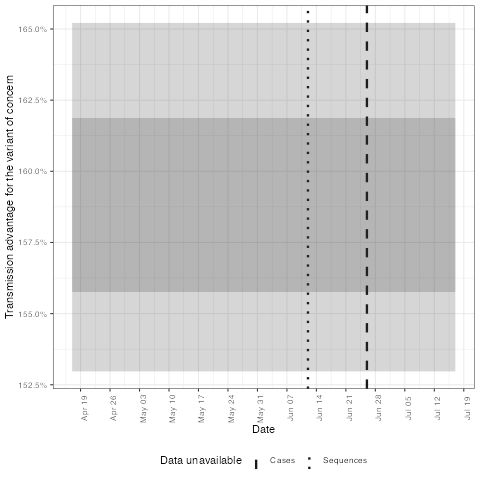 Transmission advantage for the variant of concern
165.0%
162.5%
160.0%
157.5%
155.0%
152.5%
Apr 19
Apr 26
May 03
May 10
May 17
May 24
May 31
Jun 07
Jun 14
Jun 21
Jun 28
Jul 05
Jul 12
Jul 19
Date
Data unavailable Cases Sequences